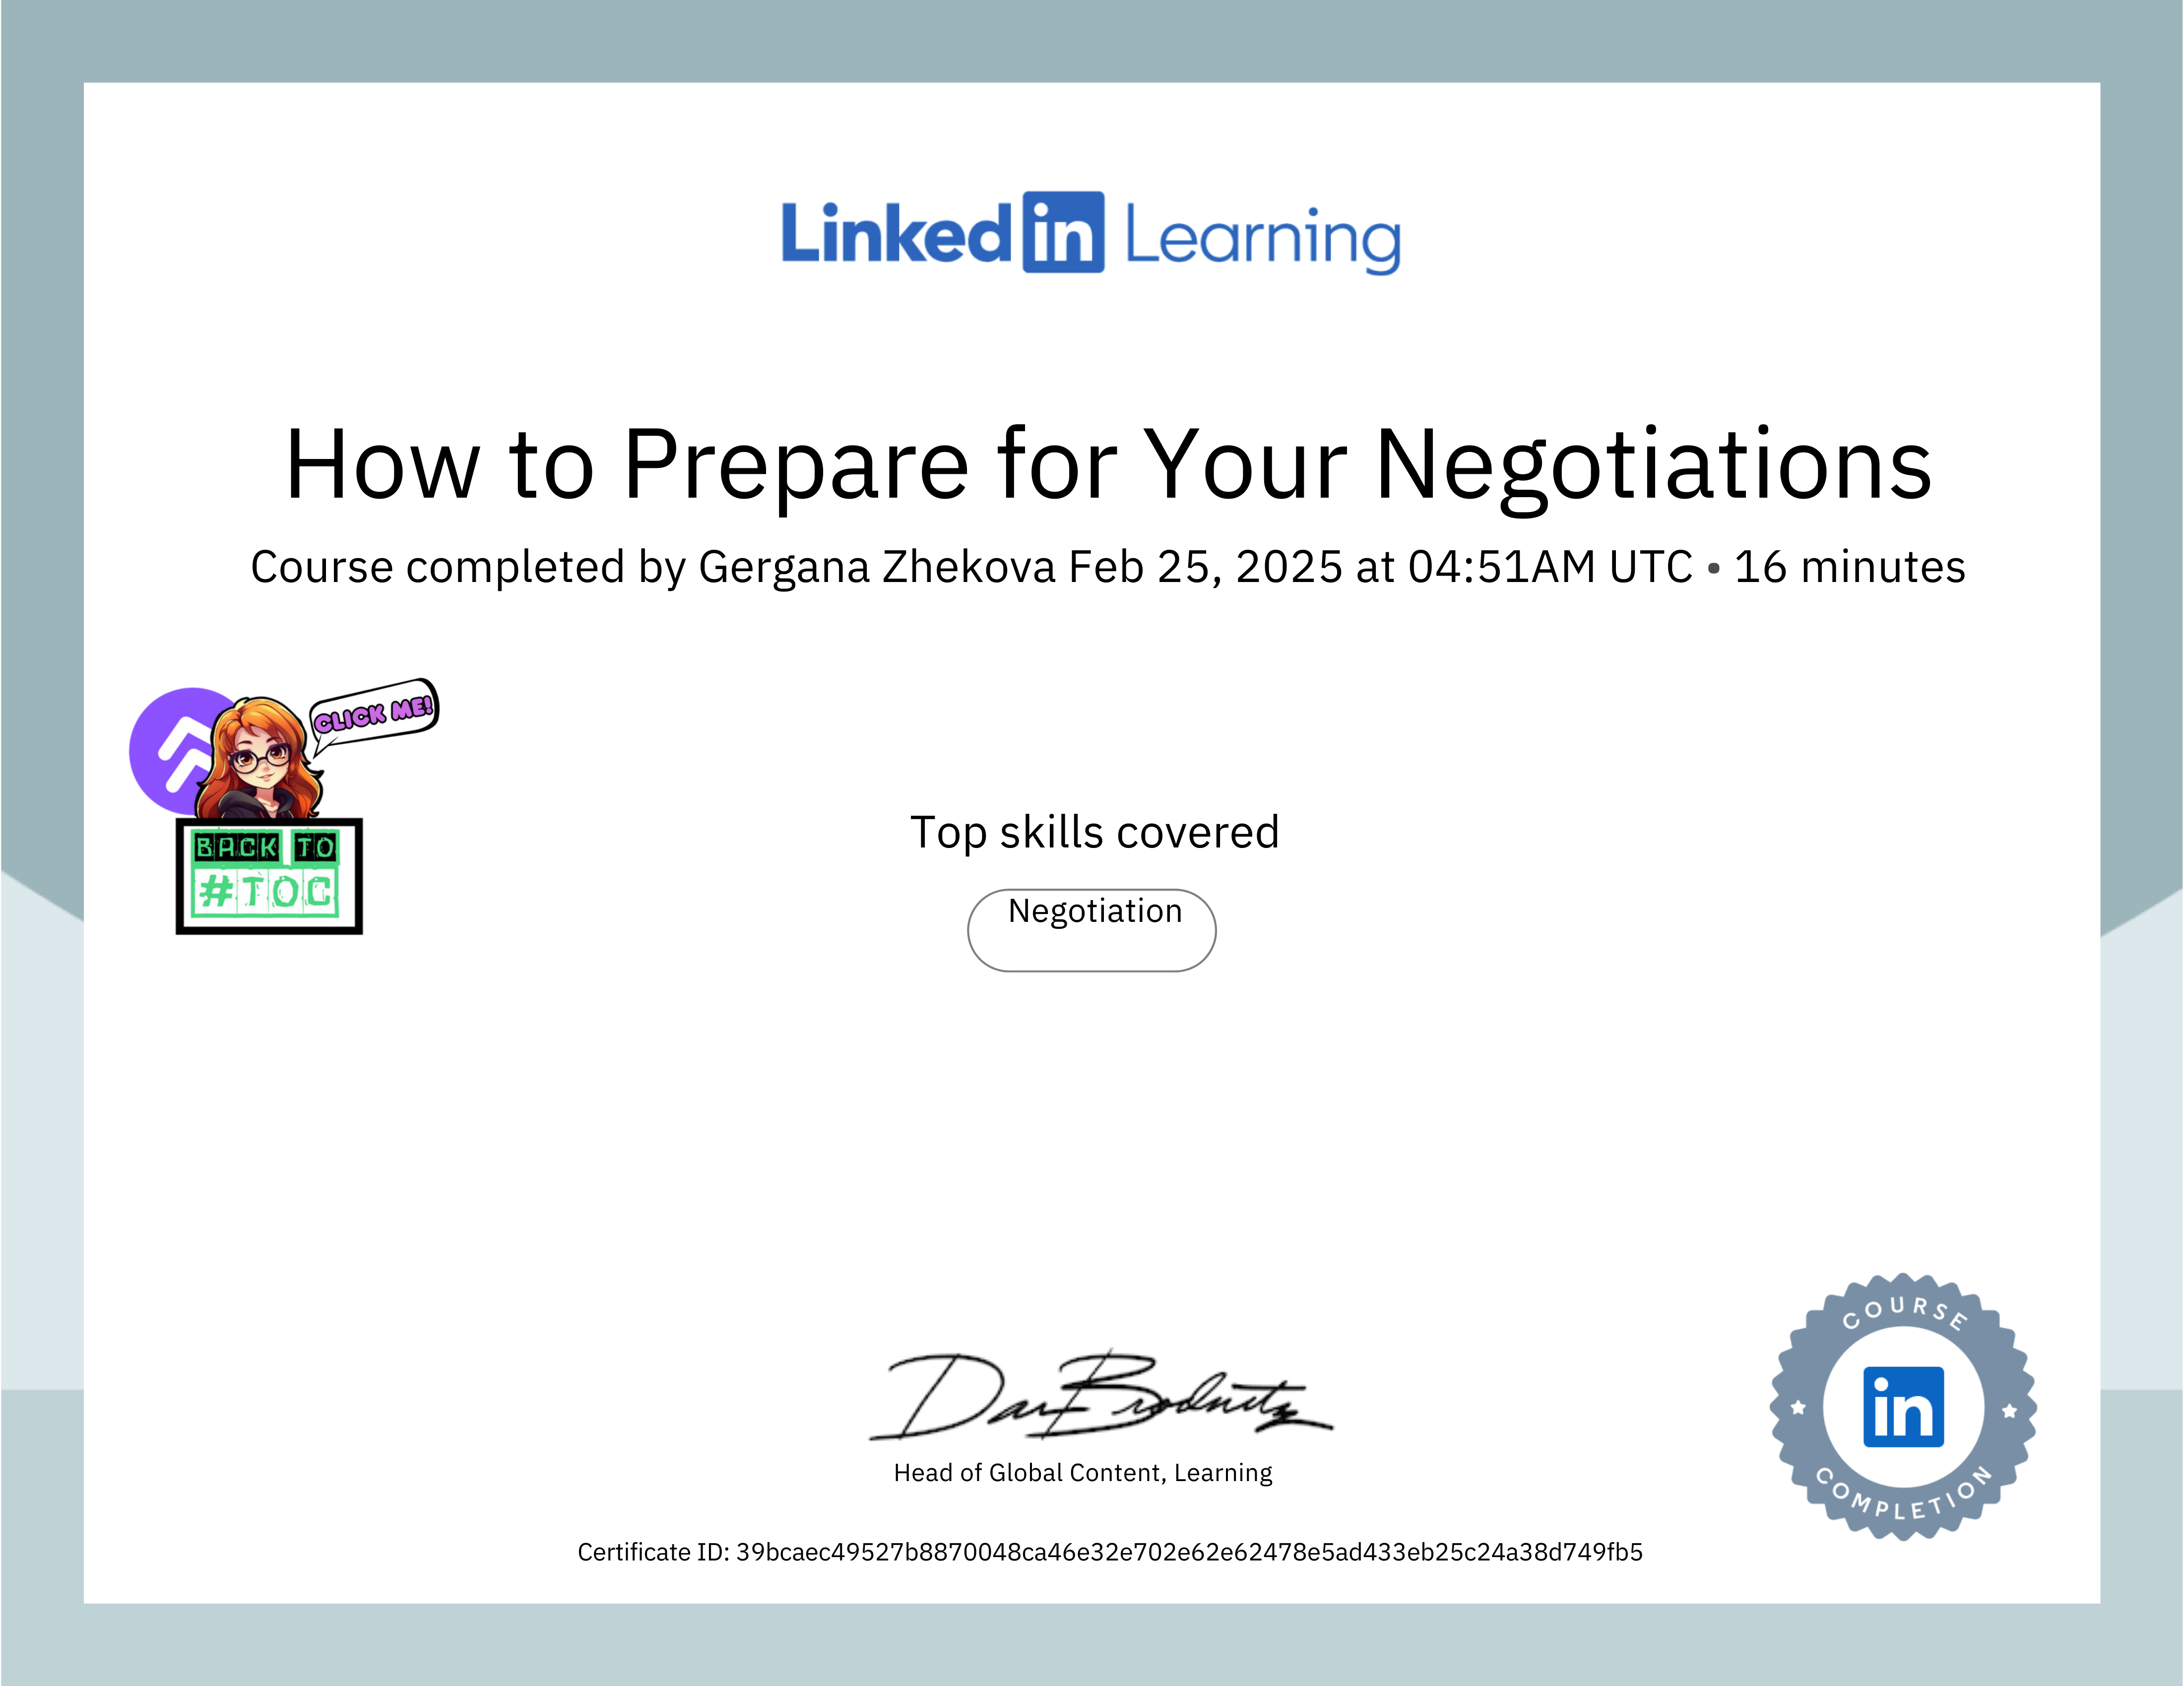 Linked in Learning
How to Prepare for Your Negotiations
Course completed by Gergana Zhekova Feb 25, 2025 at 04:51AM UTC • 16 minutes
CLICK ME!
BACK TO
#TOC
Top skills covered
Negotiation
Dan Brodnitz
Head of Global Content, Learning
Certificate ID: 39bcaec49527b8870048ca46e32e702e62e62478e5ad433eb25c24a38d749fb5
COURSE
in
COMPLETION